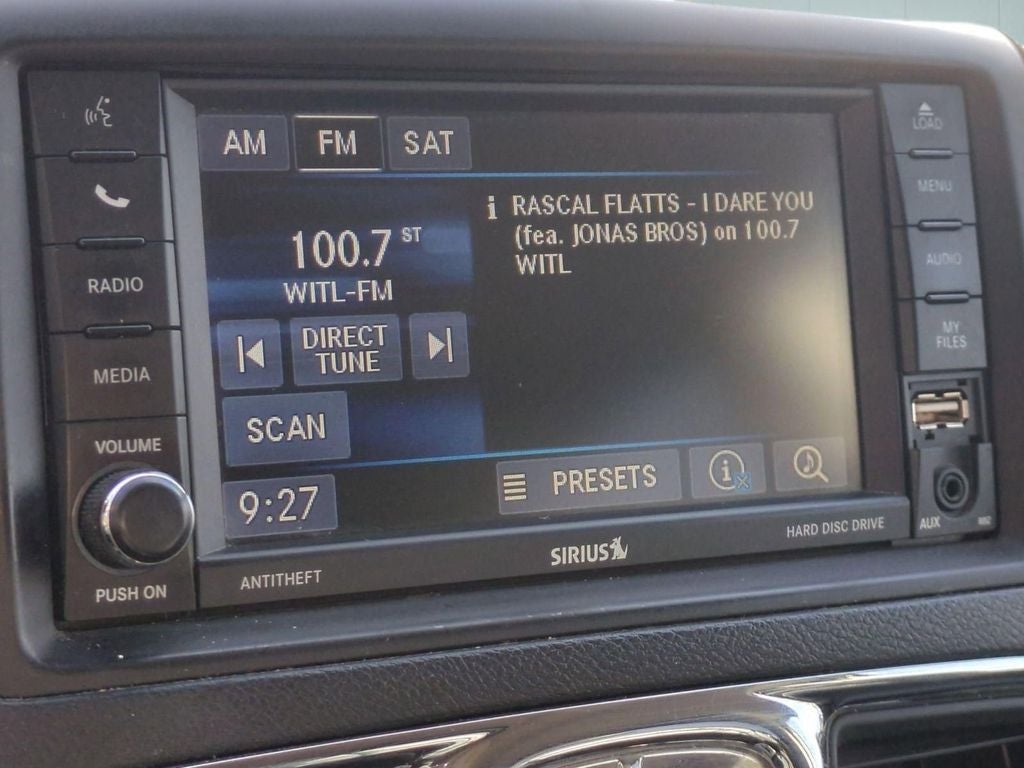 AM FM SAT
100.7 ST
WITL-FM
DIRECT
TUNE
SCAN
9:27
i RASCAL FLATTS - I DARE YOU
(fea. JONAS BROS) on 100.7
WITL
PRESETS
i
RADIO
MEDIA
VOLUME
PUSH ON
ANTITHEFT
SIRIUS
HARD DISC DRIVE
LOAD
MENU
AUDIO
MY
FILES
AUX